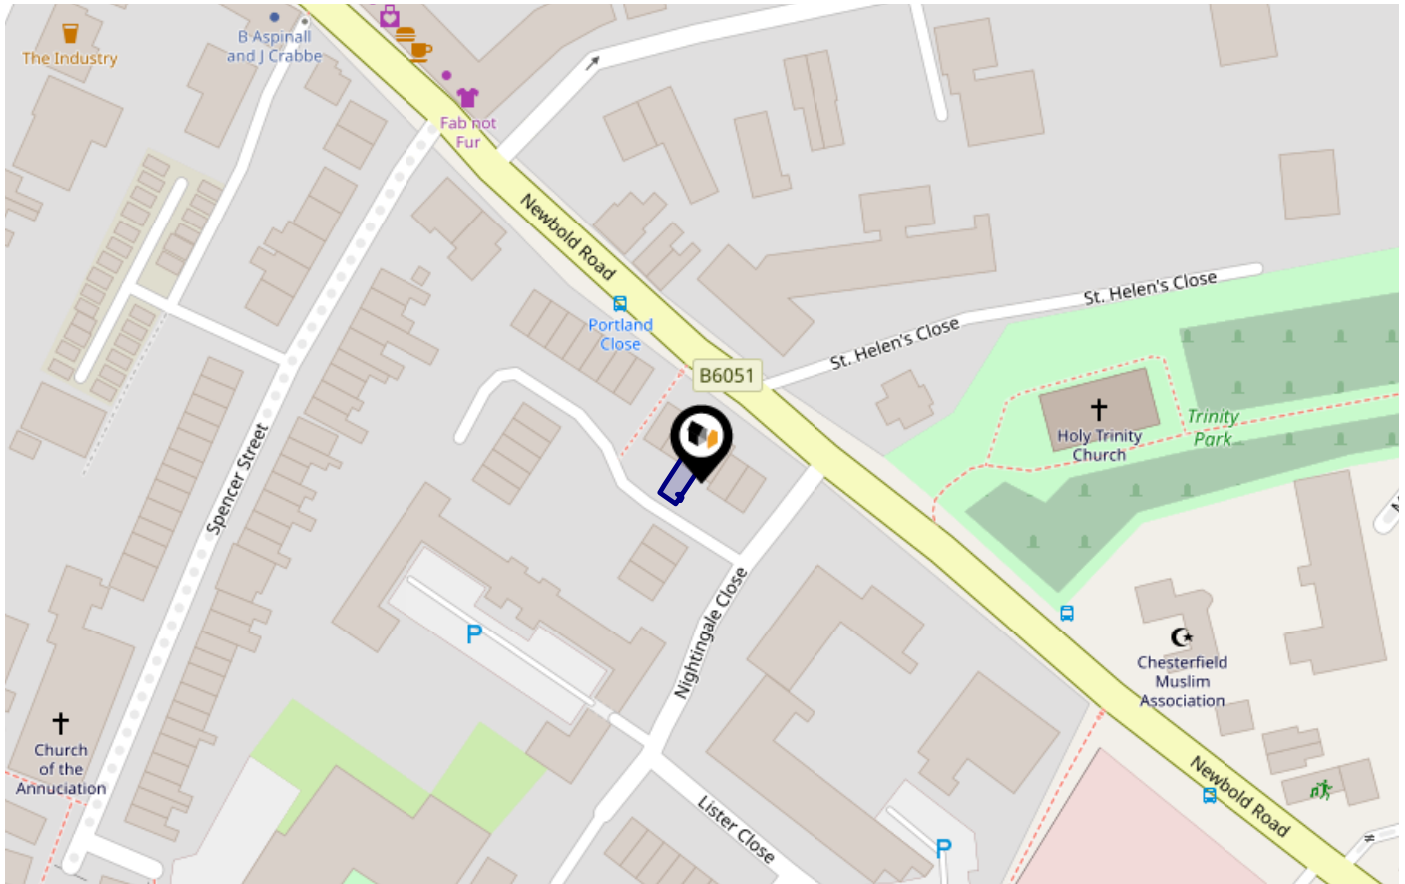 The Industry
B Aspinall
and J Crabbe
Fab not
Fur
Newbold Road
Portland
Close
B6051
St. Helen's Close
St. Helen's Close
Trinity
Park
Holy Trinity
Church
Spencer Street
Nightingale Close
P
Chesterfield
Muslim
Association
Church
of the
Annuciation
Newbold Road
Lister Close
P